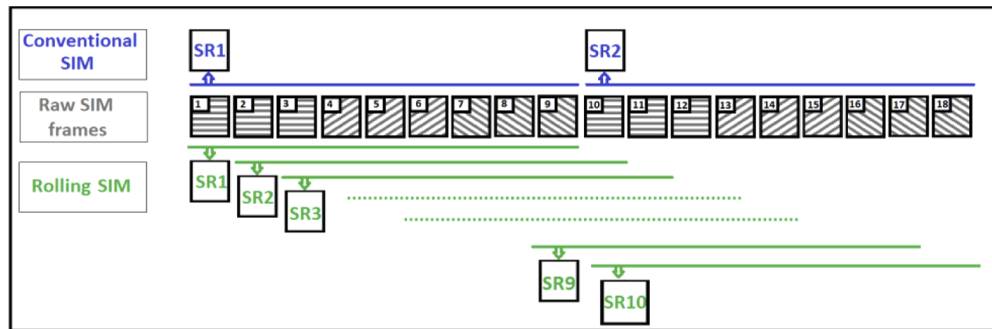 Conventional
SIM
SR1
SR2
Raw SIM
frames
1 2 3 4 5 6 7 8 9 10 11 12 13 14 15 16 17 18
Rolling SIM
SR1
SR2
SR3
SR9
SR10